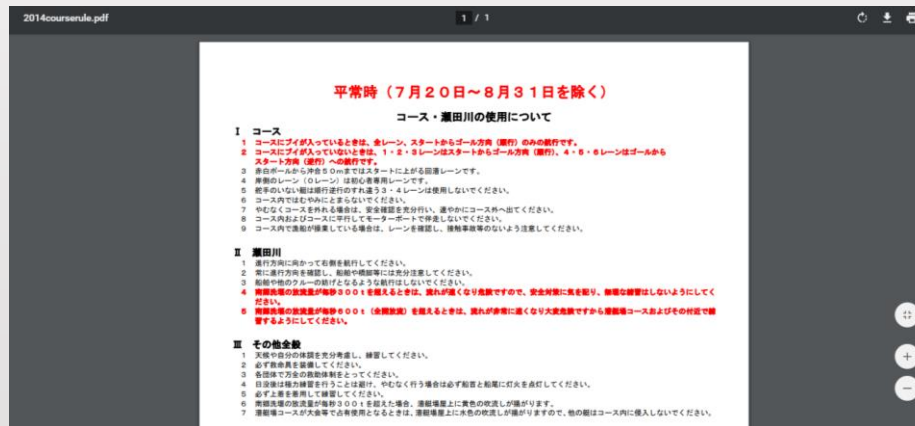 2014courserule.pdf
1 / 1
平常時（7月20日～8月31日を除く）
コース・瀬田川の使用について
Ⅰ コース
1 コースにブイが入っているときは、全レーン、スタートからゴール方向（順行）のみの航行です。
2 コースにブイが入っていないときは、1・2・3レーンはスタートからゴール方向（順行）、4・5・6レーンはゴールから
スタート方向（逆行）への航行です。
3 赤白ポールから沖合50mまではスタートに上がる回漕レーンです。
4 岸側のレーン（0レーン）は初心者専用レーンです。
5 舵手のいない艇は順行逆行のすれ違う3・4レーンは使用しないでください。
6 コース内ではむやみにとまらないでください。
7 やむなくコースを外れる場合は、安全確認を充分行い、速やかにコース外へ出てください。
8 コース内およびコースに平行してモーターボートで伴走しないでください。
9 コース内で漁船が操業している場合は、レーンを確認し、接触事故等のないよう注意してください。
Ⅱ 瀬田川
1 進行方向に向かって右側を航行してください。
2 常に進行方向を確認し、船舶や橋脚等には充分注意してください。
3 船舶や他のクルーの妨げとなるような航行はしないでください。
4 南郷洗堰の放流量が毎秒300tを超えるときは、流れが速くなり危険ですので、安全対策に気を配り、無理な練習はしないようにしてく
ださい。
5 南郷洗堰の放流量が毎秒600t（全開放流）を超えるときは、流れが非常に速くなり大変危険ですから漕艇場コースおよびその付近で練
習するようにしてください。
Ⅲ その他全般
1 天候や自分の体調を充分考慮し、練習してください。
2 必ず救命具を装備してください。
3 各団体で万全の救助体制をとってください。
4 日没後は極力練習を行うことは避け、やむなく行う場合は必ず船首と船尾に灯火を点灯してください。
5 必ず上着を着用して練習してください。
6 南郷洗堰の放流量が毎秒300tを超えた場合、漕艇場屋上に黄色の吹流しが揚がります。
7 漕艇場コースが大会等で占有使用となるときは、漕艇場屋上に水色の吹流しが揚がりますので、他の艇はコース内に侵入しないでください。